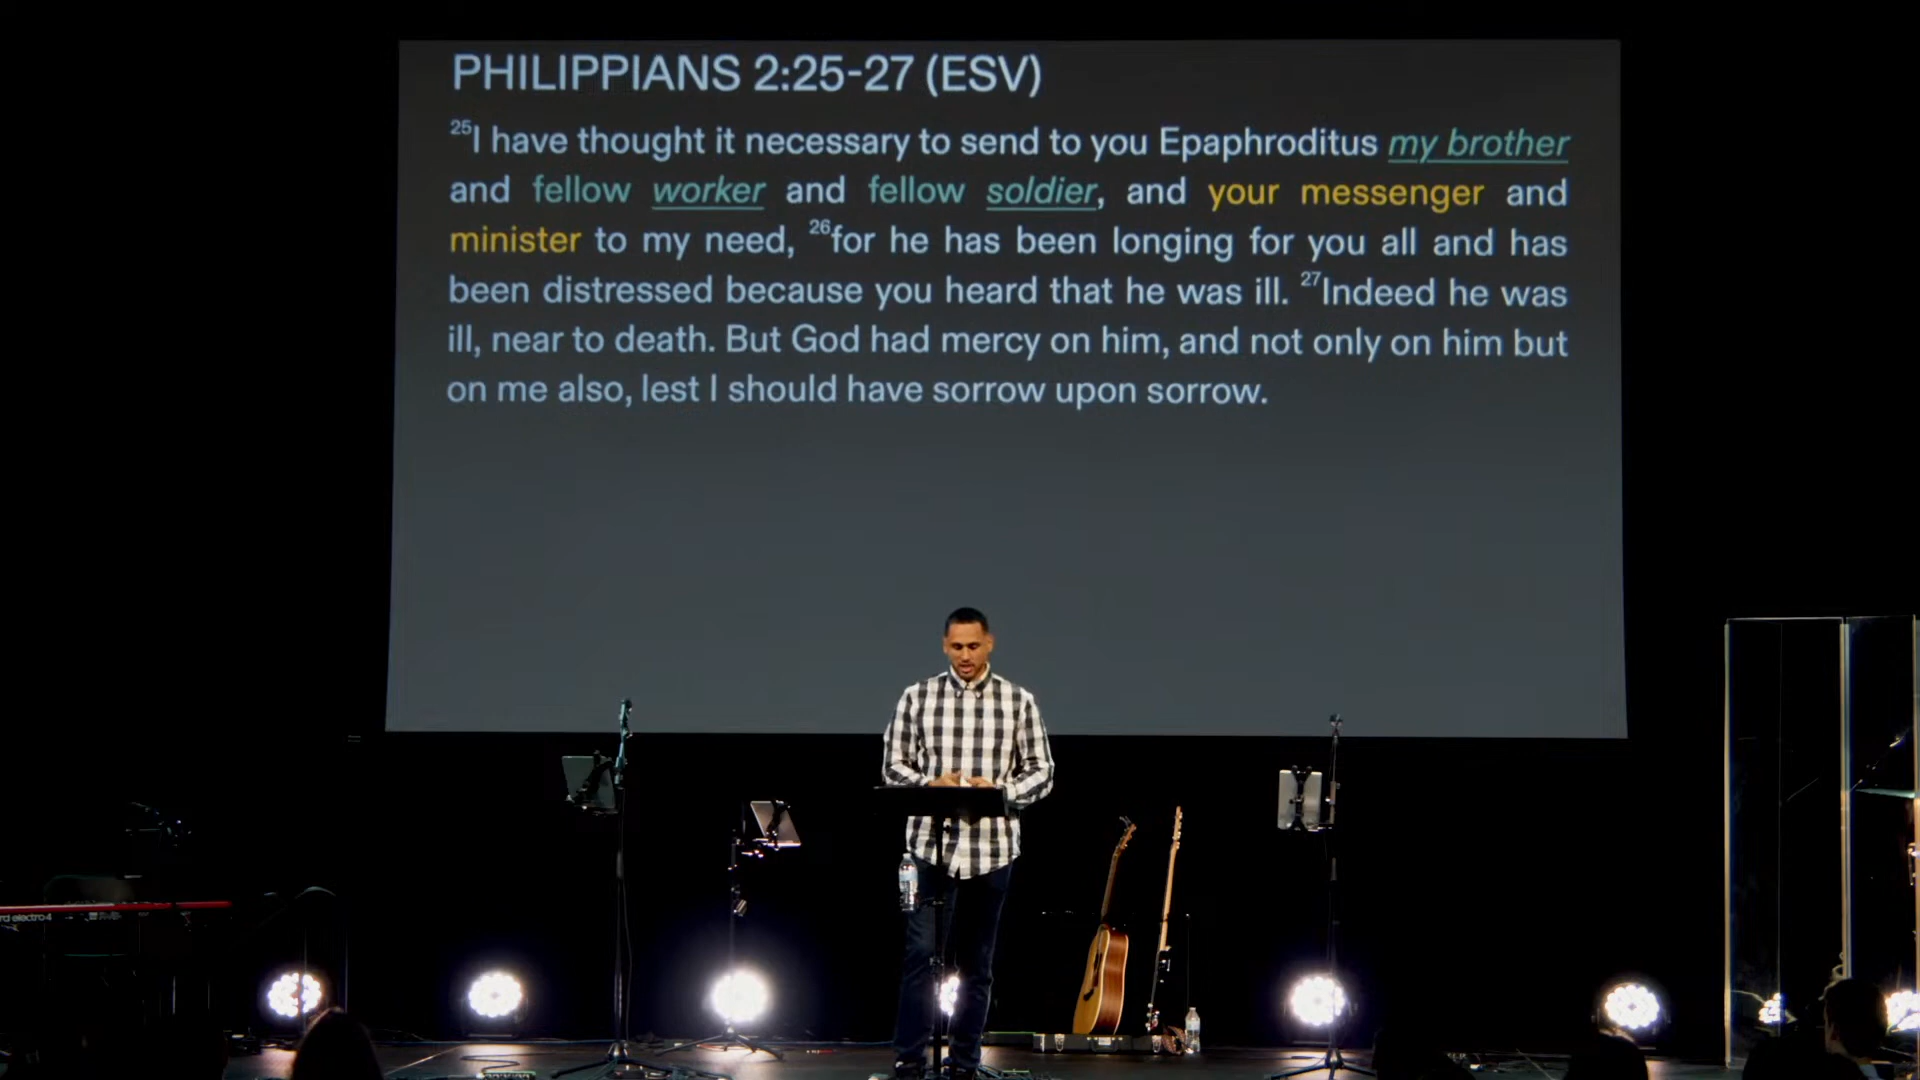 PHILIPPIANS 2:25-27 (ESV)
25I have thought it necessary to send to you Epaphroditus my brother
and fellow worker and fellow soldier, and your messenger and
minister to my need, 26for he has been longing for you all and has
been distressed because you heard that he was ill. 27Indeed he was
ill, near to death. But God had mercy on him, and not only on him but
on me also, lest I should have sorrow upon sorrow.
electro 4